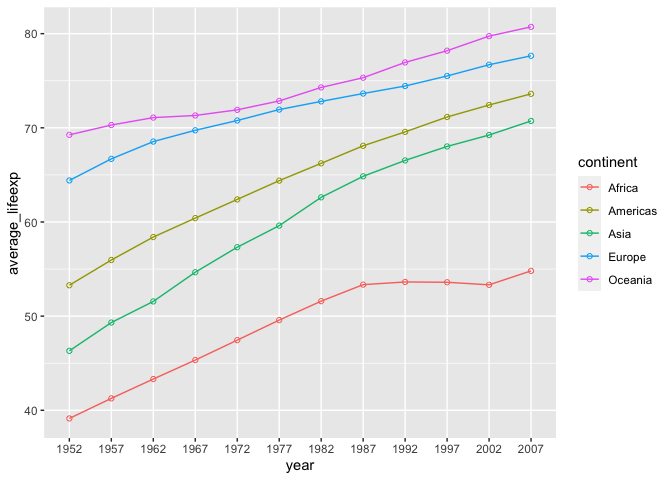 average_lifeexp
80
70
60
50
40
1952 1957 1962 1967 1972 1977 1982 1987 1992 1997 2002 2007
year
continent
Africa
Americas
Asia
Europe
Oceania